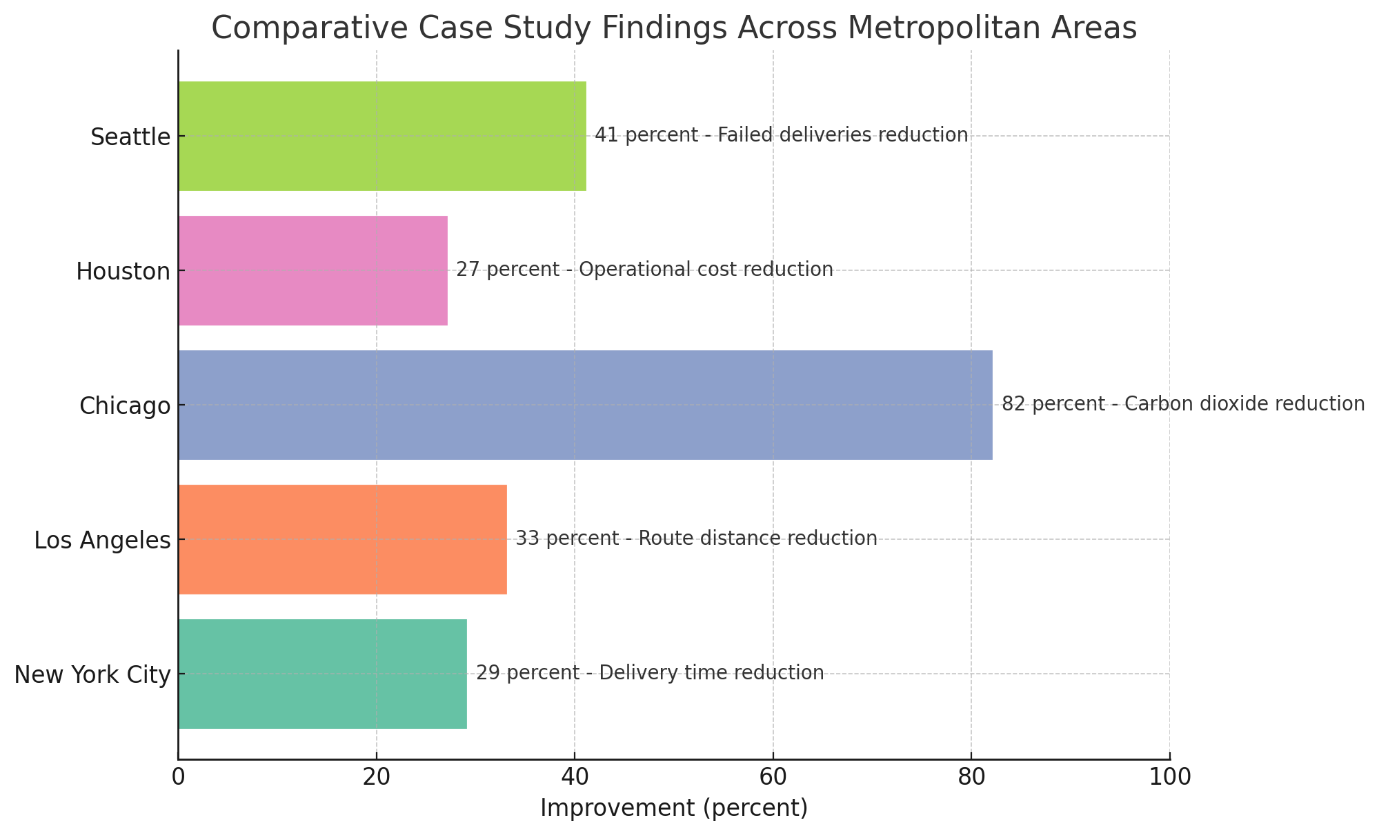 Comparative Case Study Findings Across Metropolitan Areas
Seattle
41 percent - Failed deliveries reduction
Houston
27 percent - Operational cost reduction
Chicago
82 percent - Carbon dioxide reduction
Los Angeles
33 percent - Route distance reduction
New York City
29 percent - Delivery time reduction
0 20 40 60 80 100
Improvement (percent)